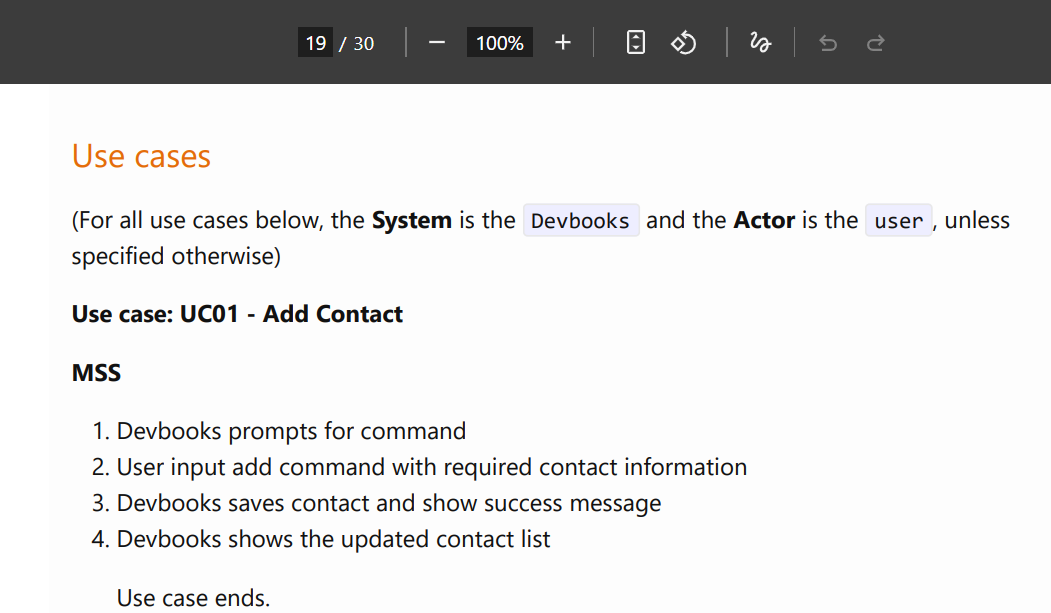 19 / 30 100%
Use cases
(For all use cases below, the System is the Devbooks and the Actor is the user, unless
specified otherwise)
Use case: UC01 - Add Contact
MSS
1. Devbooks prompts for command
2. User input add command with required contact information
3. Devbooks saves contact and show success message
4. Devbooks shows the updated contact list
Use case ends.